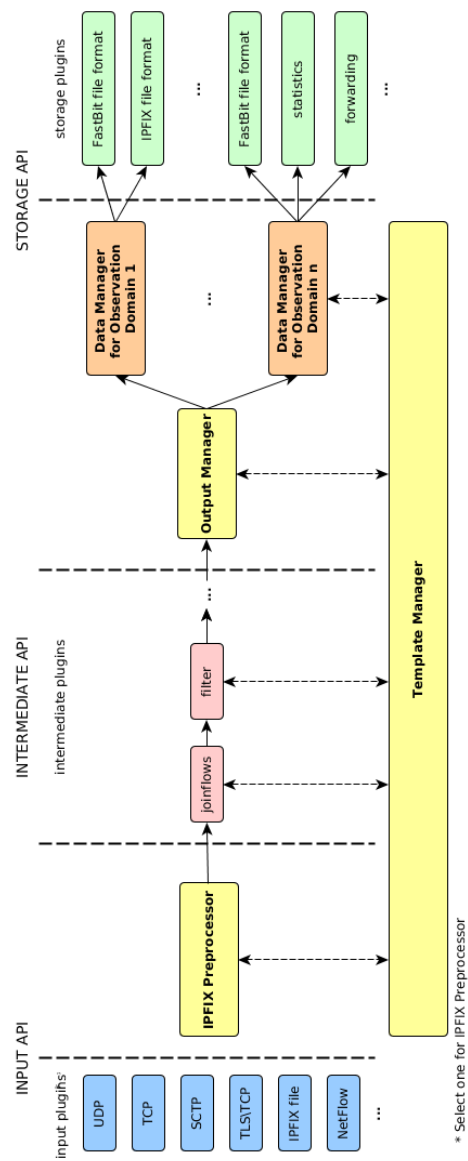 INPUT API
INTERMEDIATE API
STORAGE API
input plugins*
intermediate plugins
storage plugins
UDP
TCP
SCTP
TLS\TCP
IPFIX file
NetFlow
...
IPFIX Preprocessor
joinflows
filter
...
Output Manager
Data Manager
for Observation
Domain 1
...
Data Manager
for Observation
Domain n
FastBit file format
IPFIX file format
...
FastBit file format
statistics
forwarding
...
Template Manager
* Select one for IPFIX Preprocessor